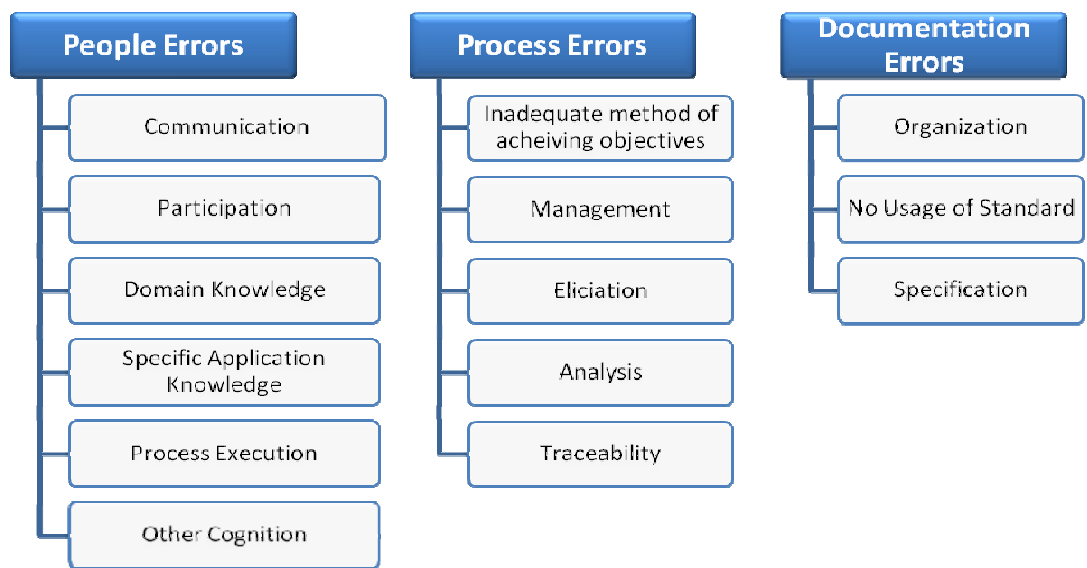 People Errors
Communication
Participation
Domain Knowledge
Specific Application
Knowledge
Process Execution
Other Cognition
Process Errors
Inadequate method of
acheiving objectives
Management
Eliciation
Analysis
Traceability
Documentation
Errors
Organization
No Usage of Standard
Specification